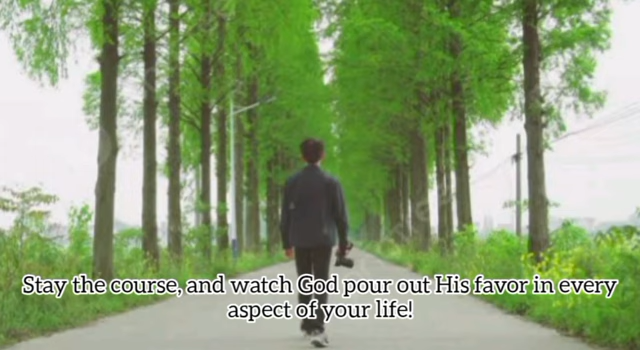 Stay the course, and watch God pour out His favor in every
aspect of your life!